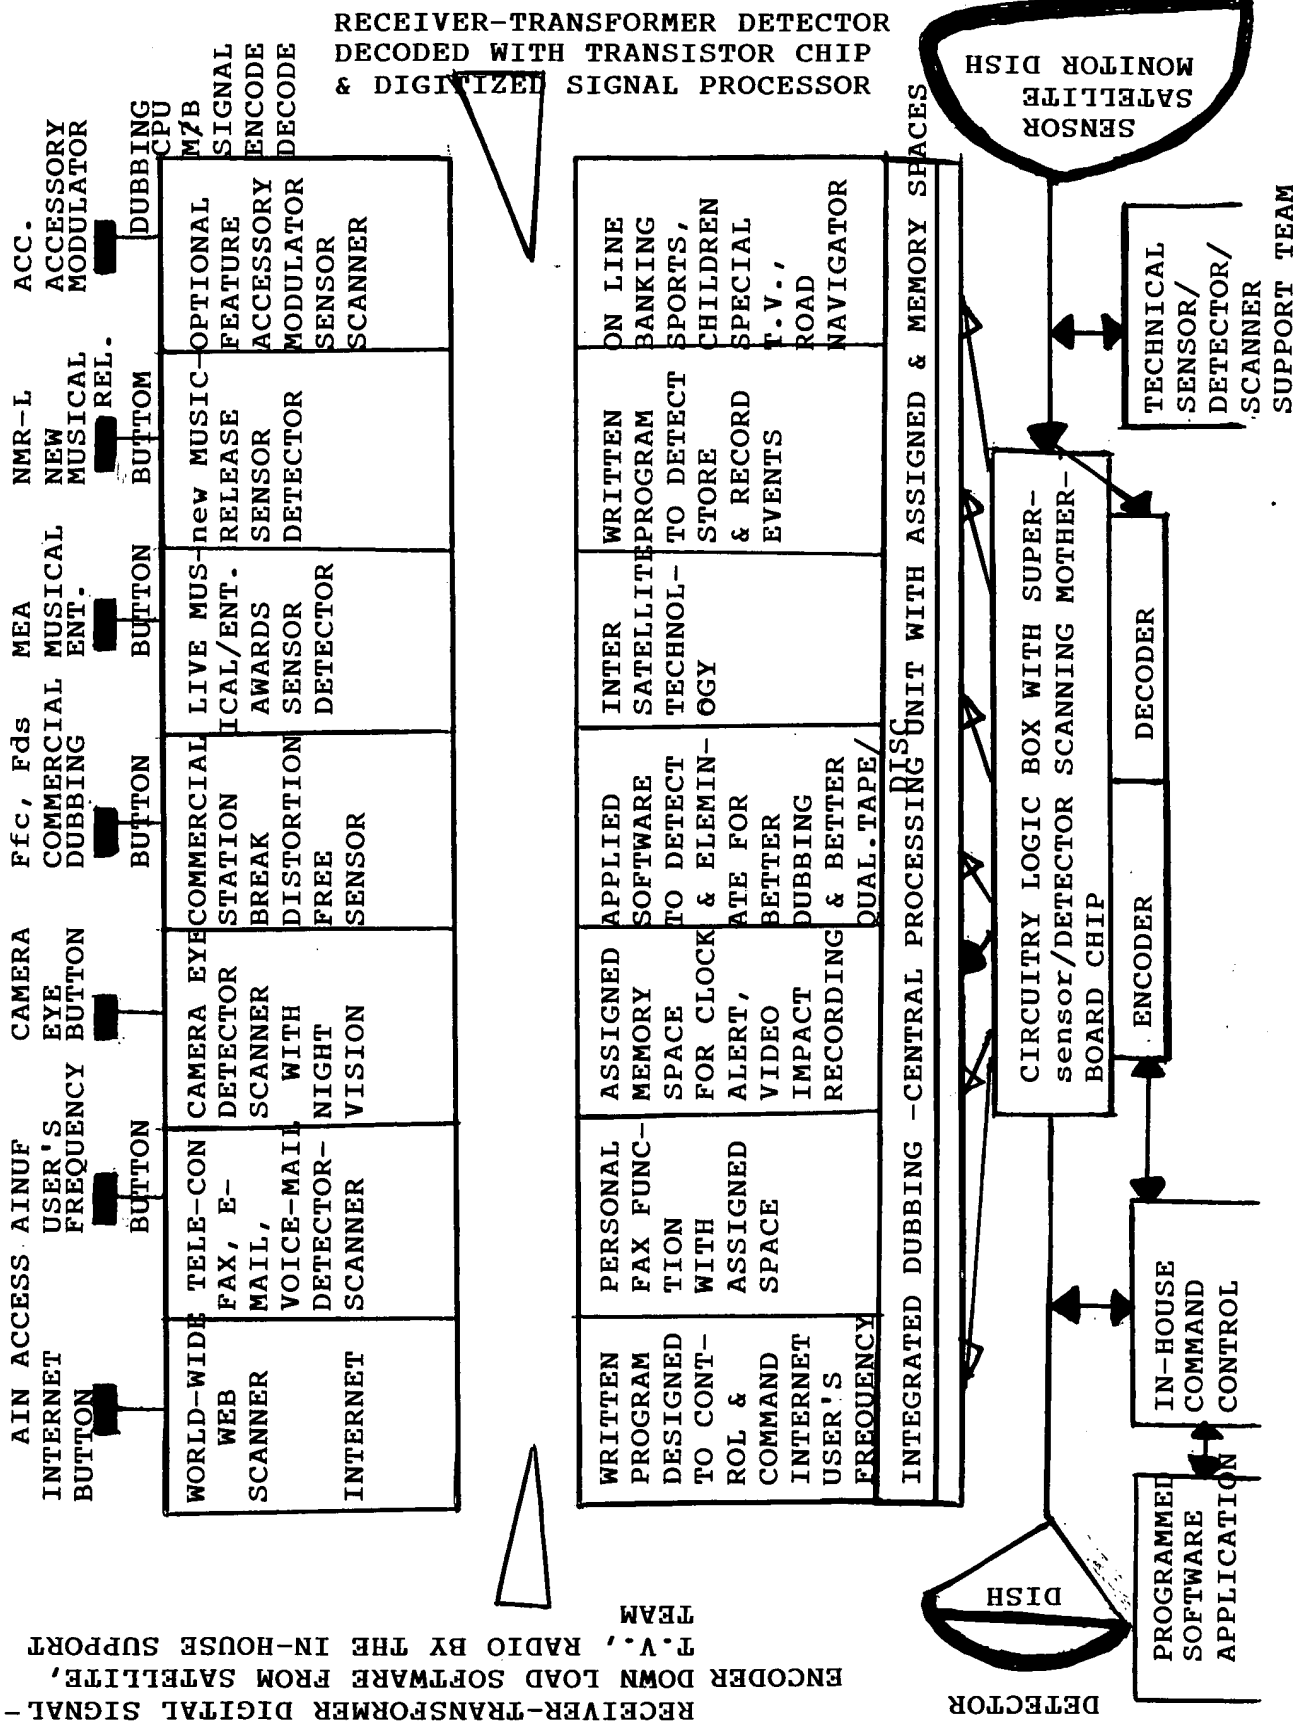 RECEIVER-TRANSFORMER DETECTOR
DECODED WITH TRANSISTOR CHIP
& DIGITIZED SIGNAL PROCESSOR
AIN ACCESS
INTERNET
BUTTON
AINUF
USER'S
FREQUENCY
BUTTON
CAMERA
EYE
BUTTON
Ffc, Fds
COMMERCIAL
DUBBING
BUTTON
MEA
MUSICAL
ENT.
BUTTON
NMR-L
NEW
MUSICAL
REL.
BUTTOM
ACC.
ACCESSORY
MODULATOR
DUBBING
CPU
M/B
SIGNAL
ENCODE
DECODE
WORLD-WIDE
WEB
SCANNER
INTERNET
TELE-CON
FAX, E-
MAIL,
VOICE-MAIL
DETECTOR-
SCANNER
CAMERA EYE
DETECTOR
SCANNER
WITH
NIGHT
VISION
COMMERCIAL
STATION
BREAK
DISTORTION
FREE
SENSOR
LIVE MUS-
ICAL/ENT.
AWARDS
SENSOR
DETECTOR
new MUSIC-
RELEASE
SENSOR
DETECTOR
OPTIONAL
FEATURE
ACCESSORY
MODULATOR
SENSOR
SCANNER
WRITTEN
PROGRAM
DESIGNED
TO CONT-
ROL &
COMMAND
INTERNET
USER'S
FREQUENCY
PERSONAL
FAX FUNC-
TION
WITH
ASSIGNED
SPACE
ASSIGNED
MEMORY
SPACE
FOR CLOCK
ALERT,
VIDEO
IMPACT
RECORDING
APPLIED
SOFTWARE
TO DETECT
& ELEMIN-
ATE FOR
BETTER
DUBBING
& BETTER
QUAL.TAPE/
DISC
INTER
SATELLITE
TECHNOL-
OGY
WRITTEN
PROGRAM
TO DETECT
STORE
& RECORD
EVENTS
ON LINE
BANKING
SPORTS,
CHILDREN
SPECIAL
T.V.,
ROAD
NAVIGATOR
INTEGRATED DUBBING -CENTRAL PROCESSING UNIT WITH ASSIGNED & MEMORY SPACES
CIRCUITRY LOGIC BOX WITH SUPER-
sensor/DETECTOR SCANNING MOTHER-
BOARD CHIP
ENCODER
DECODER
SENSOR
SATELLITE
MONITOR DISH
TECHNICAL
SENSOR/
DETECTOR/
SCANNER
SUPPORT TEAM
IN-HOUSE
COMMAND
CONTROL
PROGRAMMED
SOFTWARE
APPLICATION
DISH
DETECTOR
RECEIVER-TRANSFORMER DIGITAL SIGNAL-
ENCODER DOWN LOAD SOFTWARE FROM SATELLITE,
T.V., RADIO BY THE IN-HOUSE SUPPORT
TEAM